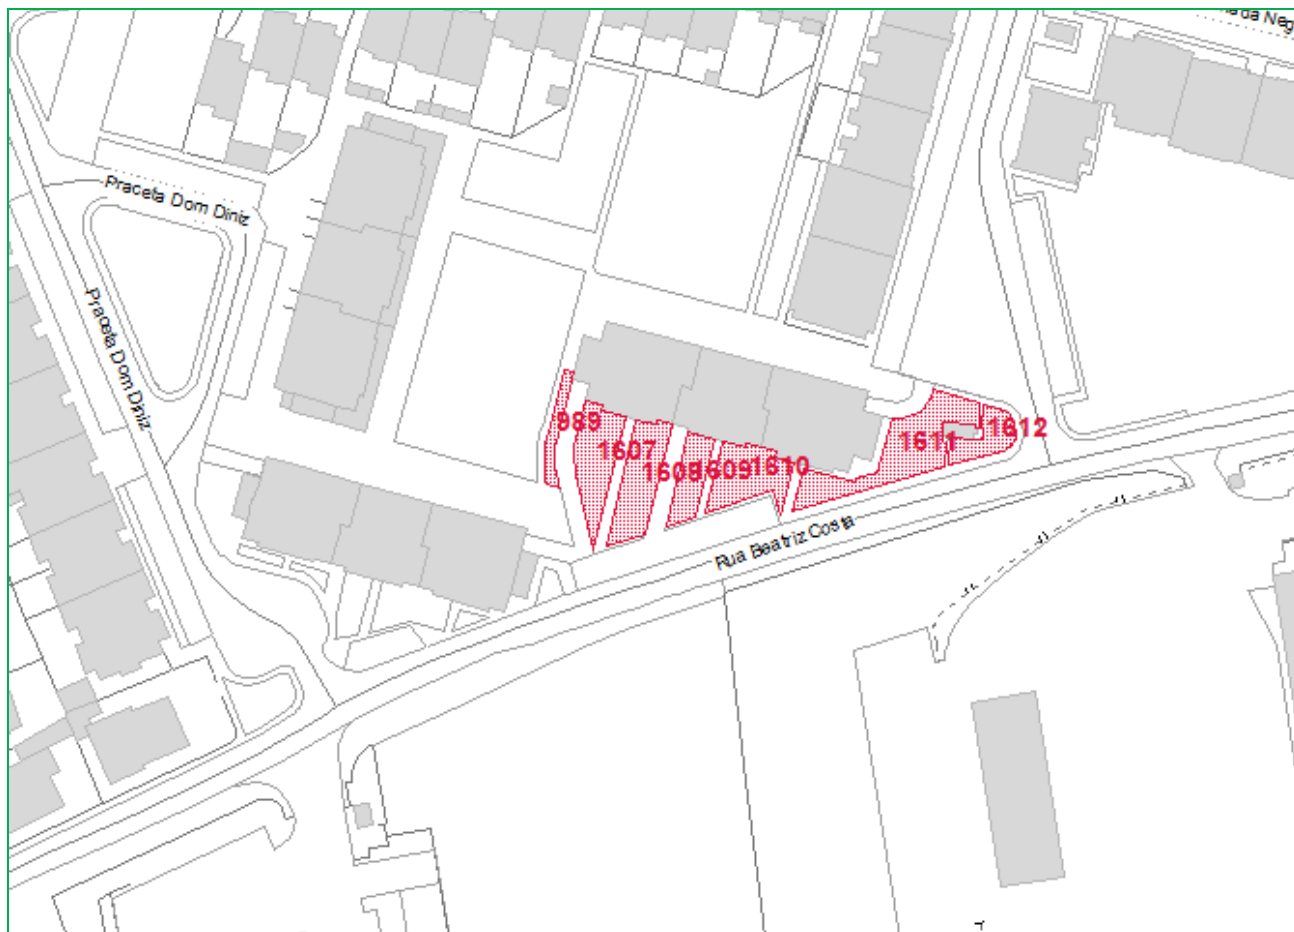 Praceta Dom Diniz
Praceta Dom Diniz
989
1607
1608
1609
1610
1611
1612
Rua Beatriz Costa